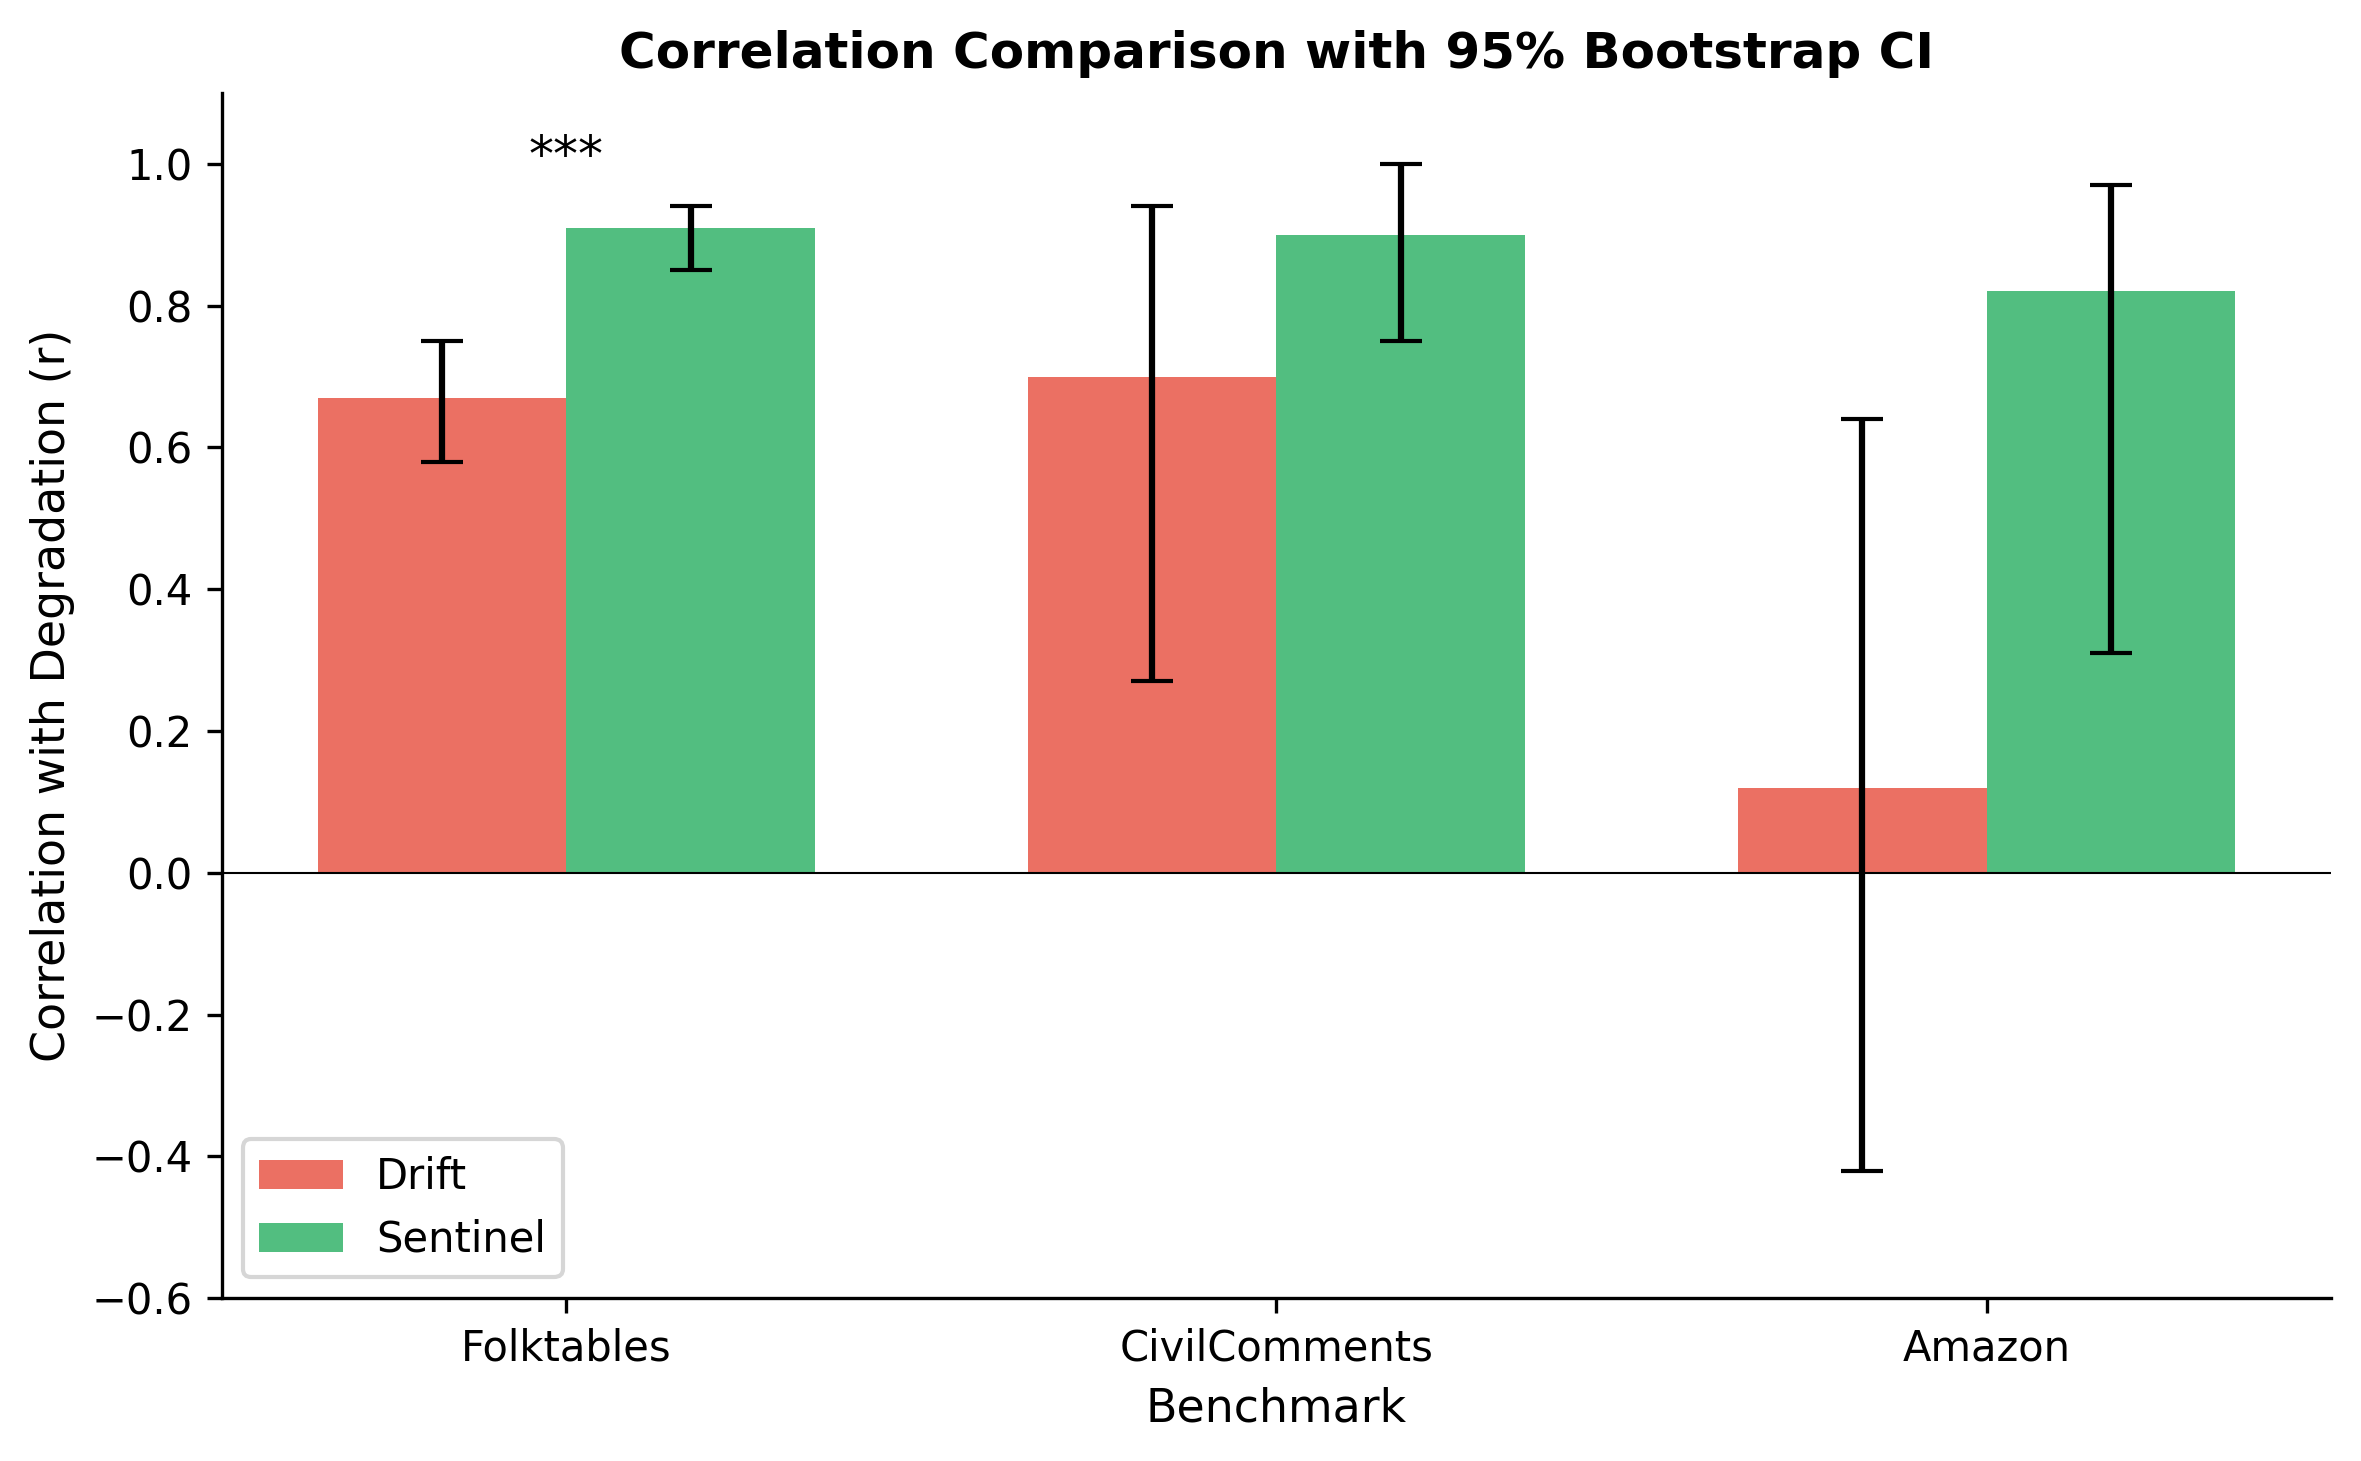 Correlation Comparison with 95% Bootstrap CI
***
1.0
0.8
0.6
0.4
0.2
0.0
−0.2
−0.4
−0.6
Correlation with Degradation (r)
Drift
Sentinel
Folktables
CivilComments
Amazon
Benchmark